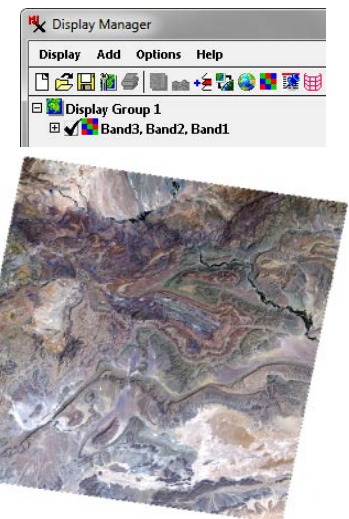 Display Manager
Display Add Options Help
Display Group 1
Band3, Band2, Band1